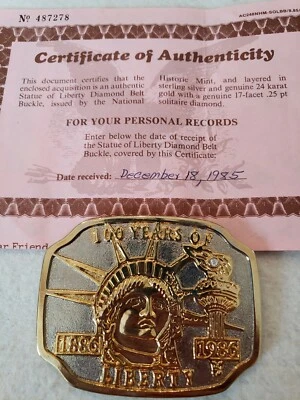 No 487278
Certificate of Authenticity
This document certifies that the
enclosed acquisition is an authentic
Statue of Liberty Diamond Belt
Buckle, issued by the National
Historic Mint, and layered in
sterling silver and genuine 24 karat
gold with a genuine 17-facet .25 pt
solitaire diamond.
FOR YOUR PERSONAL RECORDS
Enter below the date of receipt of
the Statue of Liberty Diamond Belt
Buckle, covered by this Certificate:
Date received: December 18, 1985
ar Friend
100 YEARS OF
1886 1986
LIBERTY